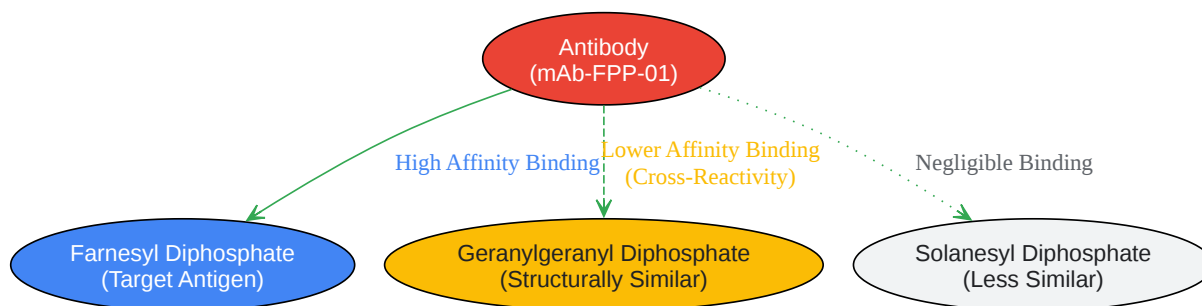 Antibody
(mAb-FPP-01)
High Affinity Binding
Lower Affinity Binding
(Cross-Reactivity)
Negligible Binding
Farnesyl Diphosphate
(Target Antigen)
Geranylgeranyl Diphosphate
(Structurally Similar)
Solanesyl Diphosphate
(Less Similar)